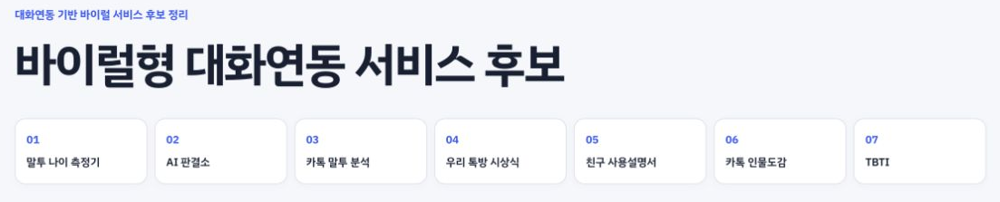 대화연동 기반 바이럴 서비스 후보 정리
바이럴형 대화연동 서비스 후보
01
말투 나이 측정기
02
AI 판결소
03
카톡 말투 분석
04
우리 톡방 시상식
05
친구 사용설명서
06
카톡 인물도감
07
TBTI